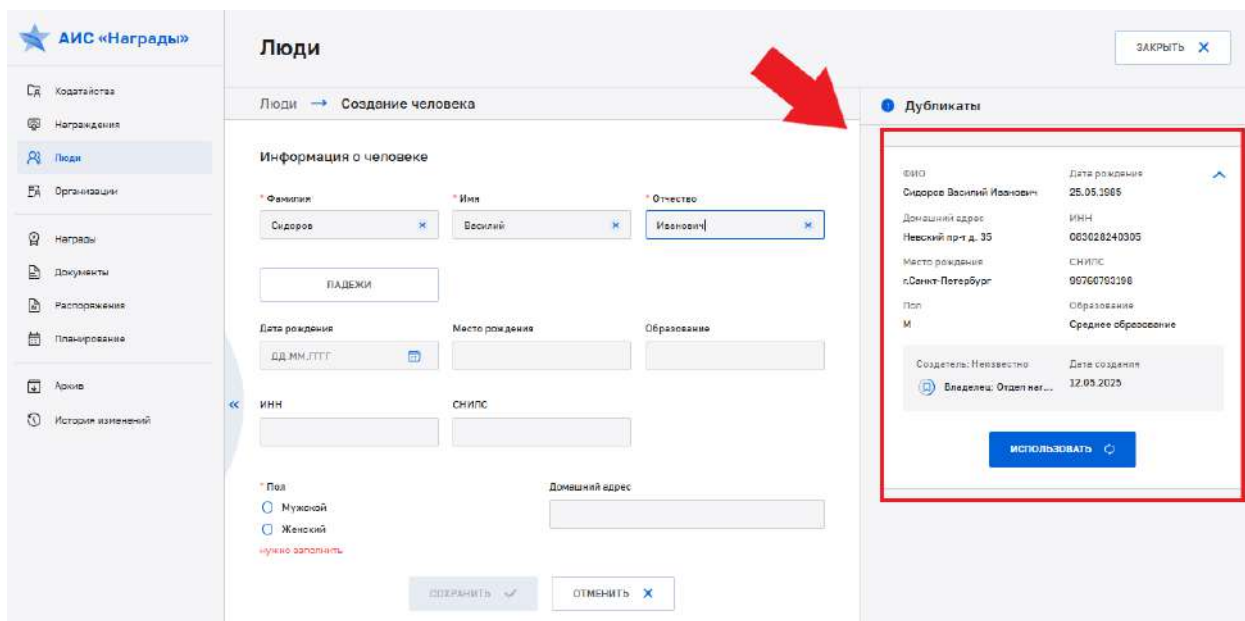 АИС «Награды»
Ходатайства
Награждения
Люди
Организации
Награды
Документы
Распоряжения
Планирование
Архив
История изменений
Люди
ЗАКРЫТЬ
Люди → Создание человека
Информация о человеке
* Фамилия * Имя * Отчество
Сидоров Василий Иванович
ПАДЕЖИ
Дата рождения Место рождения Образование
ДД.ММ.ГГГГ
ИНН СНИЛС
* Пол Домашний адрес
Мужской
Женский
нужно заполнить
СОХРАНИТЬ ОТМЕНИТЬ
Дубликаты
ФИО Дата рождения
Сидоров Василий Иванович 25.05.1985
Домашний адрес ИНН
Невский пр-т д. 35 083028240305
Место рождения СНИЛС
г.Санкт-Петербург 99760793198
Пол Образование
М Среднее образование
Создатель: Неизвестно Дата создания
Владелец: Отдел наг... 12.05.2025
ИСПОЛЬЗОВАТЬ